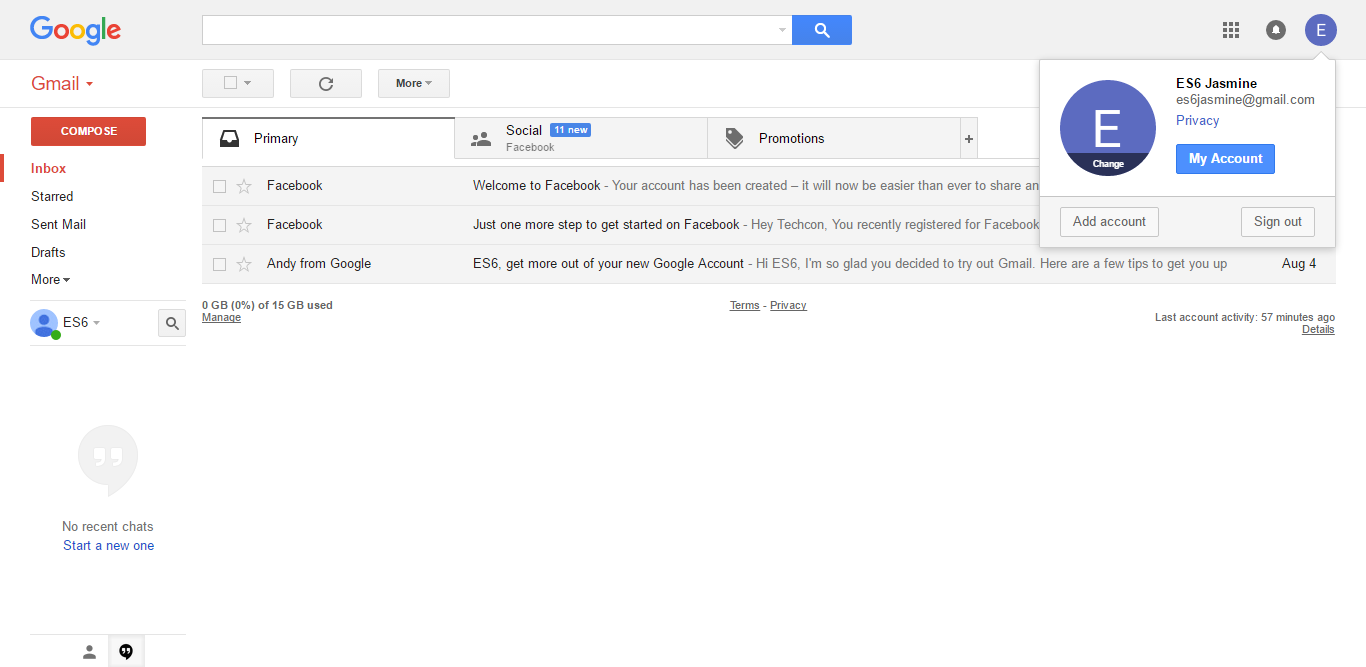 Google
E
Gmail
More
ES6 Jasmine
es6jasmine@gmail.com
Privacy
My Account
E
Change
Add account
Sign out
COMPOSE
Inbox
Starred
Sent Mail
Drafts
More
ES6
Primary
Social 11 new
Facebook
Promotions
+
Facebook Welcome to Facebook - Your account has been created – it will now be easier than ever to share an
Facebook Just one more step to get started on Facebook - Hey Techcon, You recently registered for Facebook
Andy from Google ES6, get more out of your new Google Account - Hi ES6, I'm so glad you decided to try out Gmail. Here are a few tips to get you up Aug 4
0 GB (0%) of 15 GB used
Manage
Terms - Privacy
Last account activity: 57 minutes ago
Details
No recent chats
Start a new one